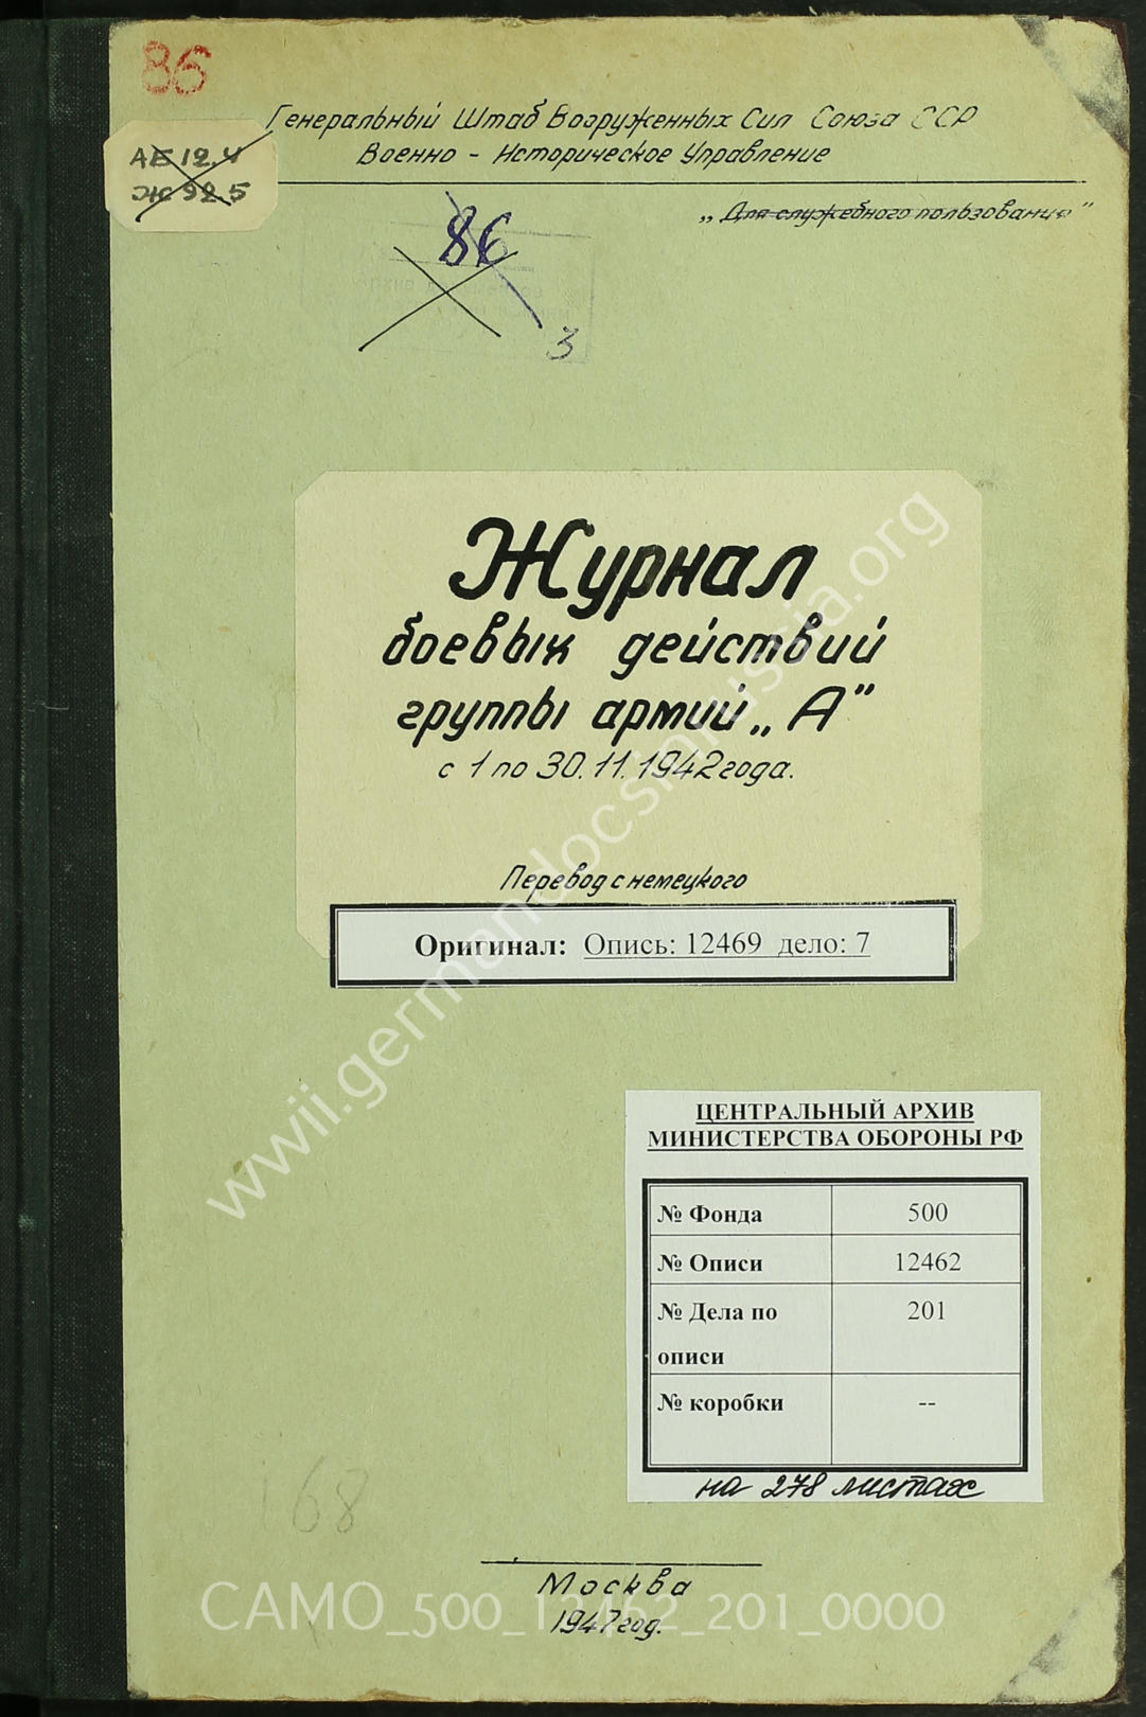 86
Генеральный Штаб Вооруженных Сил Союза ССР
Военно - Историческое Управление
АЕ 12.4
Ж 92.5
„Для служебного пользования"
86
3
Журнал
боевых действий
группы армий „А"
с 1 по 30.11.1942 года.
Перевод с немецкого
Оригинал: Опись: 12469 дело: 7
www.germandocsinrussia.org
ЦЕНТРАЛЬНЫЙ АРХИВ
МИНИСТЕРСТВА ОБОРОНЫ РФ
№ Фонда 500
№ Описи 12462
№ Дела по 201
описи
№ коробки --
на 278 листах
168
Москва
1947 год.
CAMO_500_12462_201_0000